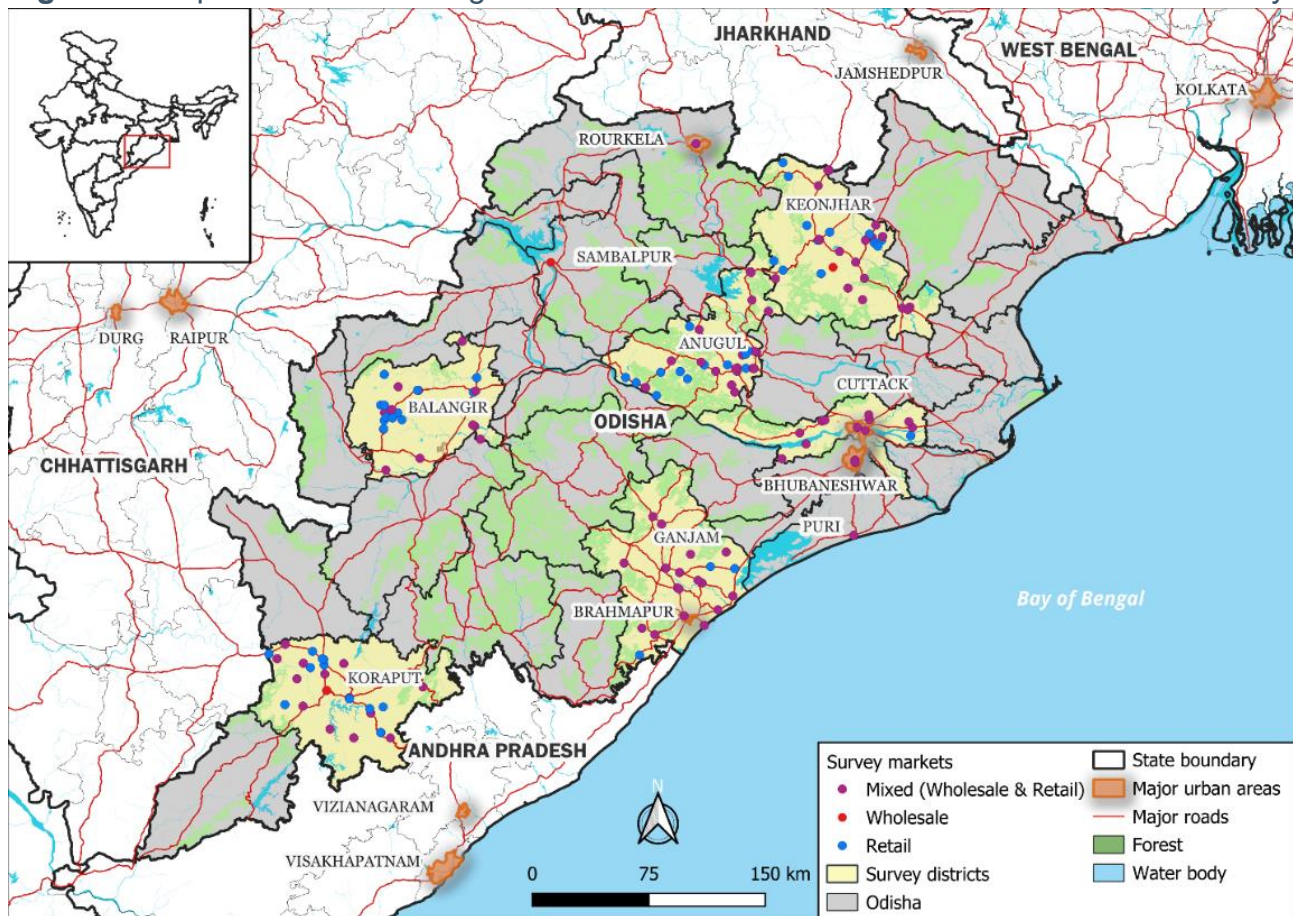 JHARKHAND
WEST BENGAL
JAMSHEDPUR
KOLKATA
ROURKELA
KEONJHAR
SAMBALPUR
DURG
RAIPUR
ANUGUL
CUTTACK
BALANGIR
ODISHA
CHHATTISGARH
BHUBANESHWAR
PURI
GANJAM
BRAHMAPUR
Bay of Bengal
KORAPUT
ANDHRA PRADESH
VIZIANAGARAM
VISAKHAPATNAM
N
0 75 150 km
Survey markets
Mixed (Wholesale & Retail)
Wholesale
Retail
Survey districts
Odisha
State boundary
Major urban areas
Major roads
Forest
Water body